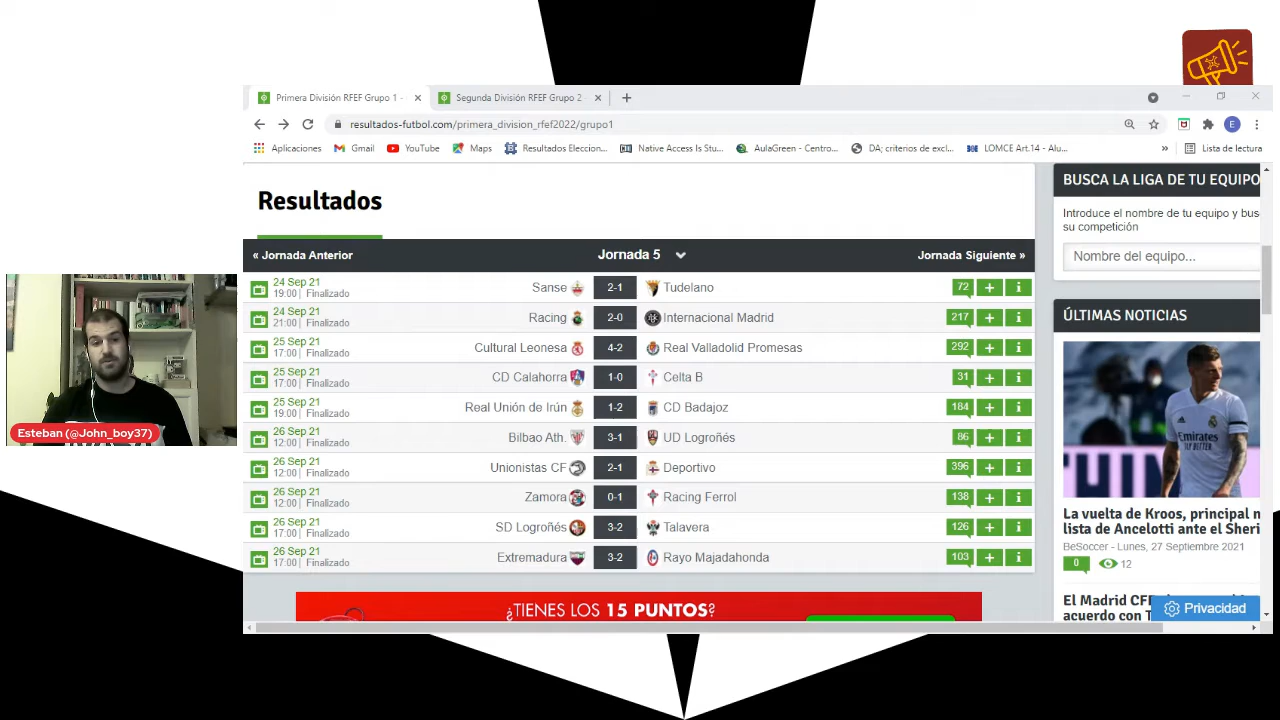 Primera División RFEF Grupo 1 -
Segunda División RFEF Grupo 2
resultados-futbol.com/primera_division_rfef2022/grupo1
E
Aplicaciones
Gmail
YouTube
Maps
Resultados Eleccion...
Native Access Is Stu...
AulaGreen - Centro...
DA; criterios de excl...
LOMCE Art.14 - Alu...
»
Lista de lectura
Resultados
« Jornada Anterior
Jornada 5
Jornada Siguiente »
24 Sep 21
19:00| Finalizado
Sanse 2-1 Tudelano 72 + i
24 Sep 21
21:00| Finalizado
Racing 2-0 Internacional Madrid 217 + i
25 Sep 21
17:00| Finalizado
Cultural Leonesa 4-2 Real Valladolid Promesas 292 + i
25 Sep 21
17:00| Finalizado
CD Calahorra 1-0 Celta B 31 + i
25 Sep 21
19:00| Finalizado
Real Unión de Irún 1-2 CD Badajoz 184 + i
26 Sep 21
12:00| Finalizado
Bilbao Ath. 3-1 UD Logroñés 86 + i
26 Sep 21
12:00| Finalizado
Unionistas CF 2-1 Deportivo 396 + i
26 Sep 21
12:00| Finalizado
Zamora 0-1 Racing Ferrol 138 + i
26 Sep 21
17:00| Finalizado
SD Logroñés 3-2 Talavera 126 + i
26 Sep 21
17:00| Finalizado
Extremadura 3-2 Rayo Majadahonda 103 + i
¿TIENES LOS 15 PUNTOS?
BUSCA LA LIGA DE TU EQUIPO
Introduce el nombre de tu equipo y bus
su competición
Nombre del equipo...
ÚLTIMAS NOTICIAS
Emirates
FLY BETTER
La vuelta de Kroos, principal n
lista de Ancelotti ante el Sheri
BeSoccer - Lunes, 27 Septiembre 2021
0 12
El Madrid CF
acuerdo con T
Privacidad
Esteban (@John_boy37)